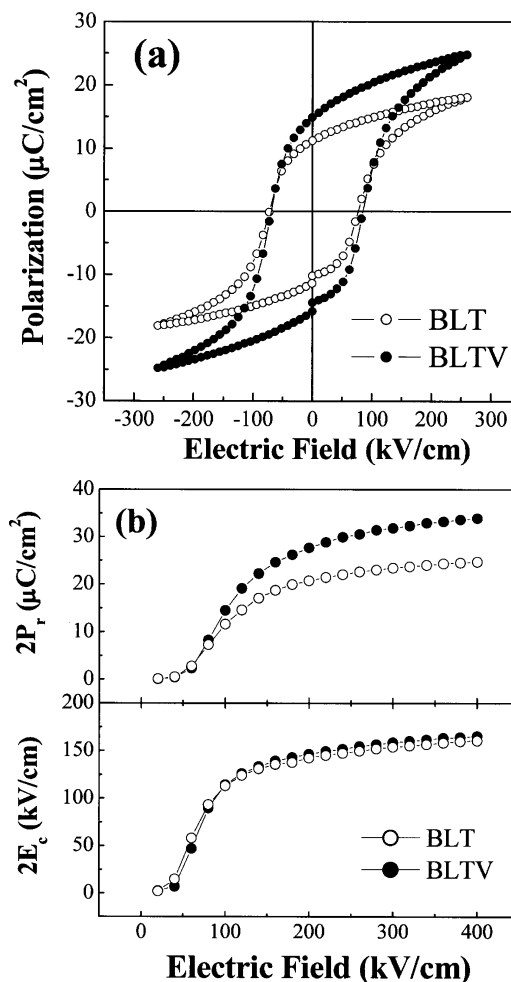 (a)
Polarization (μC/cm²)
30
20
10
0
-10
-20
-30
BLT
BLTV
-300 -200 -100 0 100 200 300
Electric Field (kV/cm)
(b)
2Pr (μC/cm²)
40
30
20
10
0
200
2Ec (kV/cm)
150
100
50
0
BLT
BLTV
0 100 200 300 400
Electric Field (kV/cm)